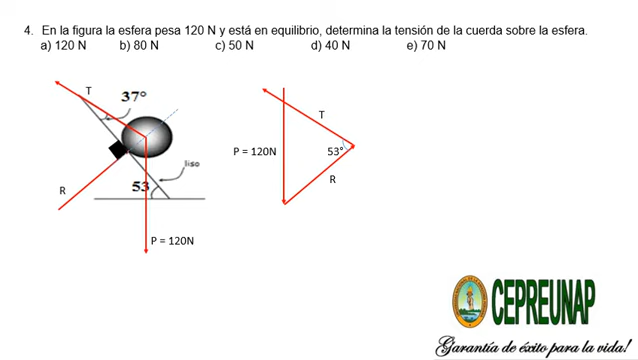 4. En la figura la esfera pesa 120 N y está en equilibrio, determina la tensión de la cuerda sobre la esfera.
a) 120 N b) 80 N c) 50 N d) 40 N e) 70 N
T
37°
liso
53
R
P = 120N
T
P = 120N
53°
R
CEPREUNAP
Garantía de éxito para la vida!